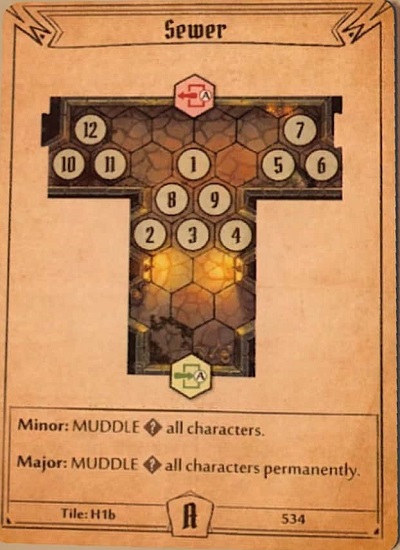 Sewer
A
12 7
10 11 1 5 6
8 9
2 3 4
A
Minor: MUDDLE ? all characters.
Major: MUDDLE ? all characters permanently.
Tile: H1b A 534